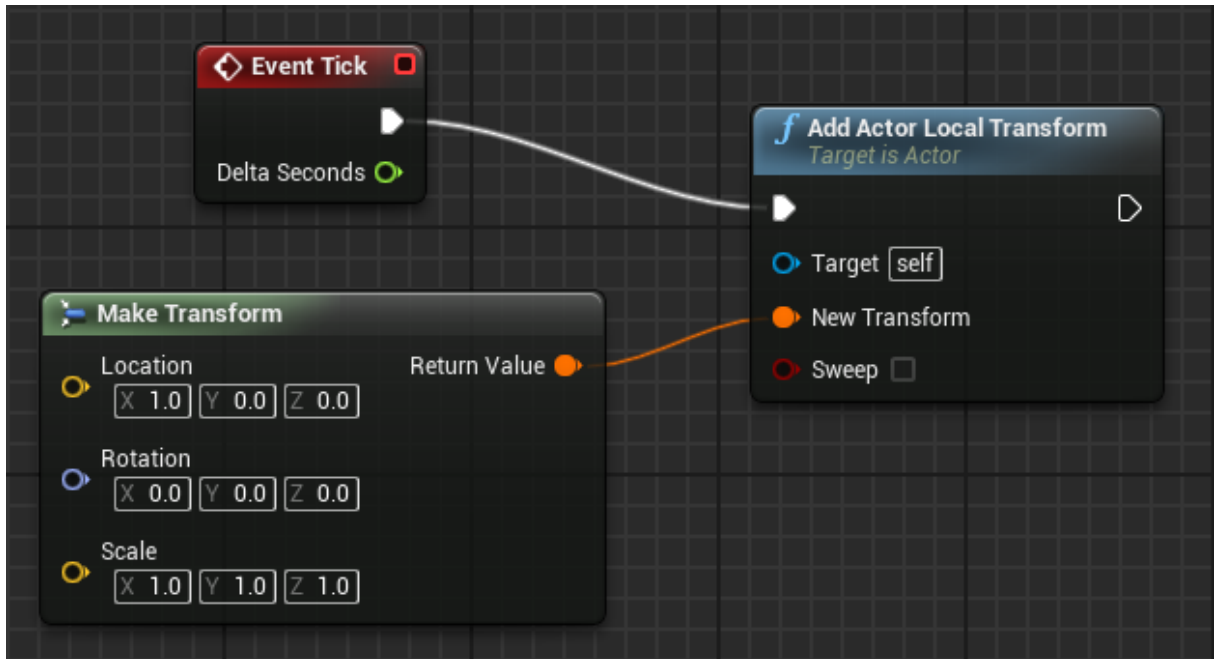 Event Tick
Delta Seconds
Add Actor Local Transform
Target is Actor
Target self
New Transform
Sweep
Make Transform
Location
X 1.0 Y 0.0 Z 0.0
Return Value
Rotation
X 0.0 Y 0.0 Z 0.0
Scale
X 1.0 Y 1.0 Z 1.0